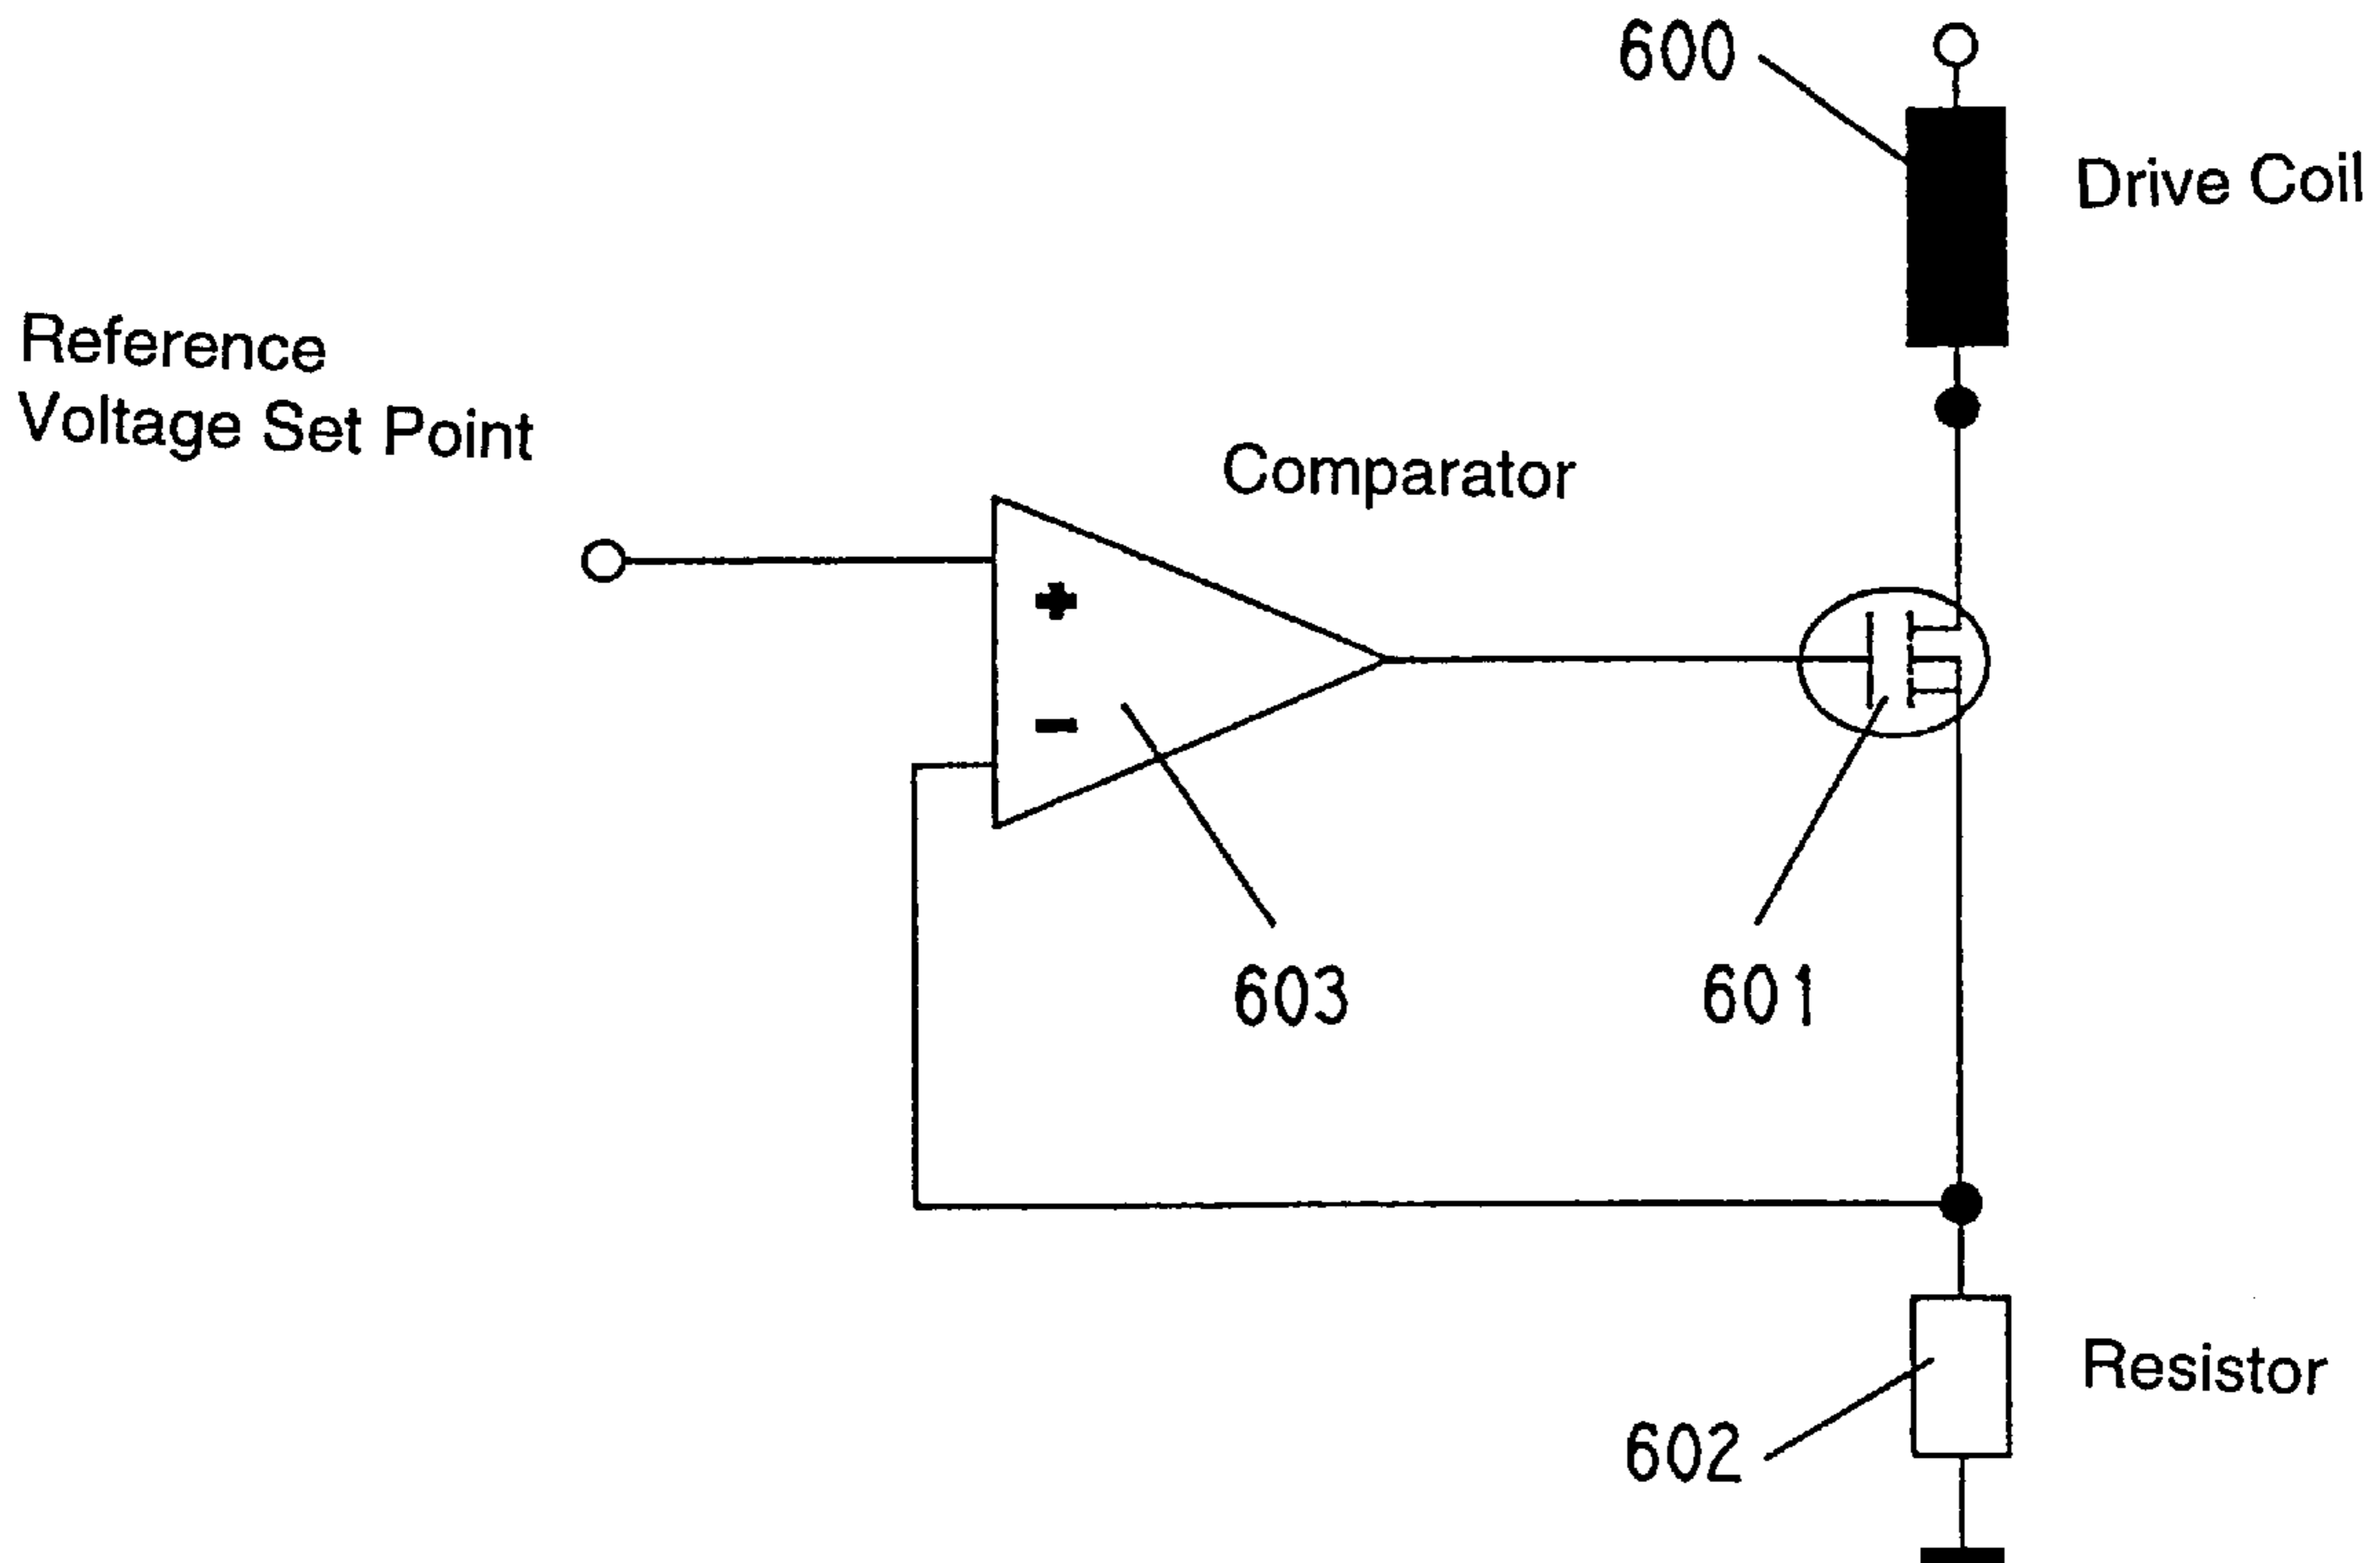 600
Drive Coil
Reference
Voltage Set Point
Comparator
+
-
603
601
Resistor
602